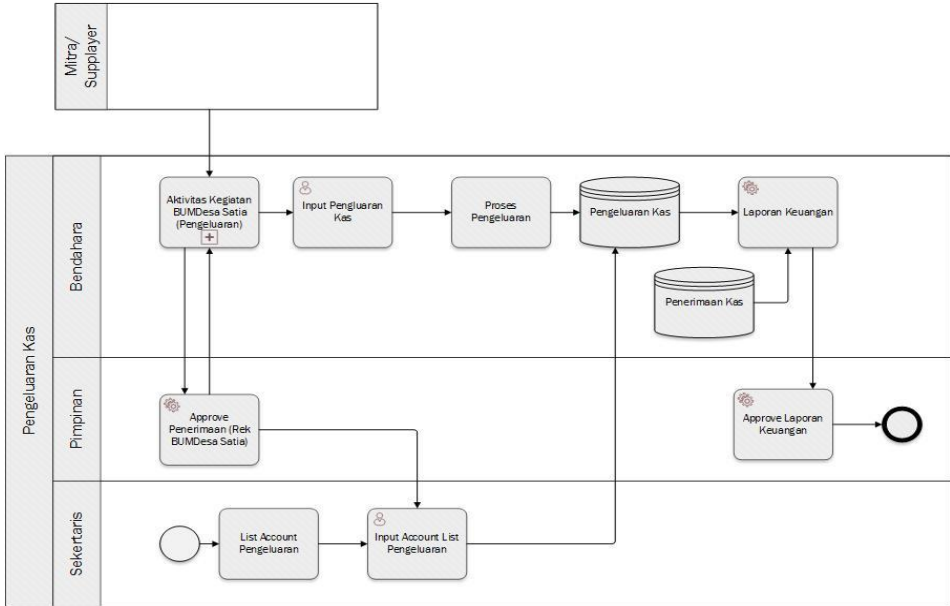 Mitra/
Supplayer
Pengeluaran Kas
Bendahara
Aktivitas Kegiatan
BUMDesa Satia
(Pengeluaran)
Input Pengluaran
Kas
Proses
Pengeluaran
Pengeluaran Kas
Laporan Keuangan
Penerimaan Kas
Pimpinan
Approve
Penerimaan (Rek
BUMDesa Satia)
Approve Laporan
Keuangan
Sekertaris
List Account
Pengeluaran
Input Account List
Pengeluaran